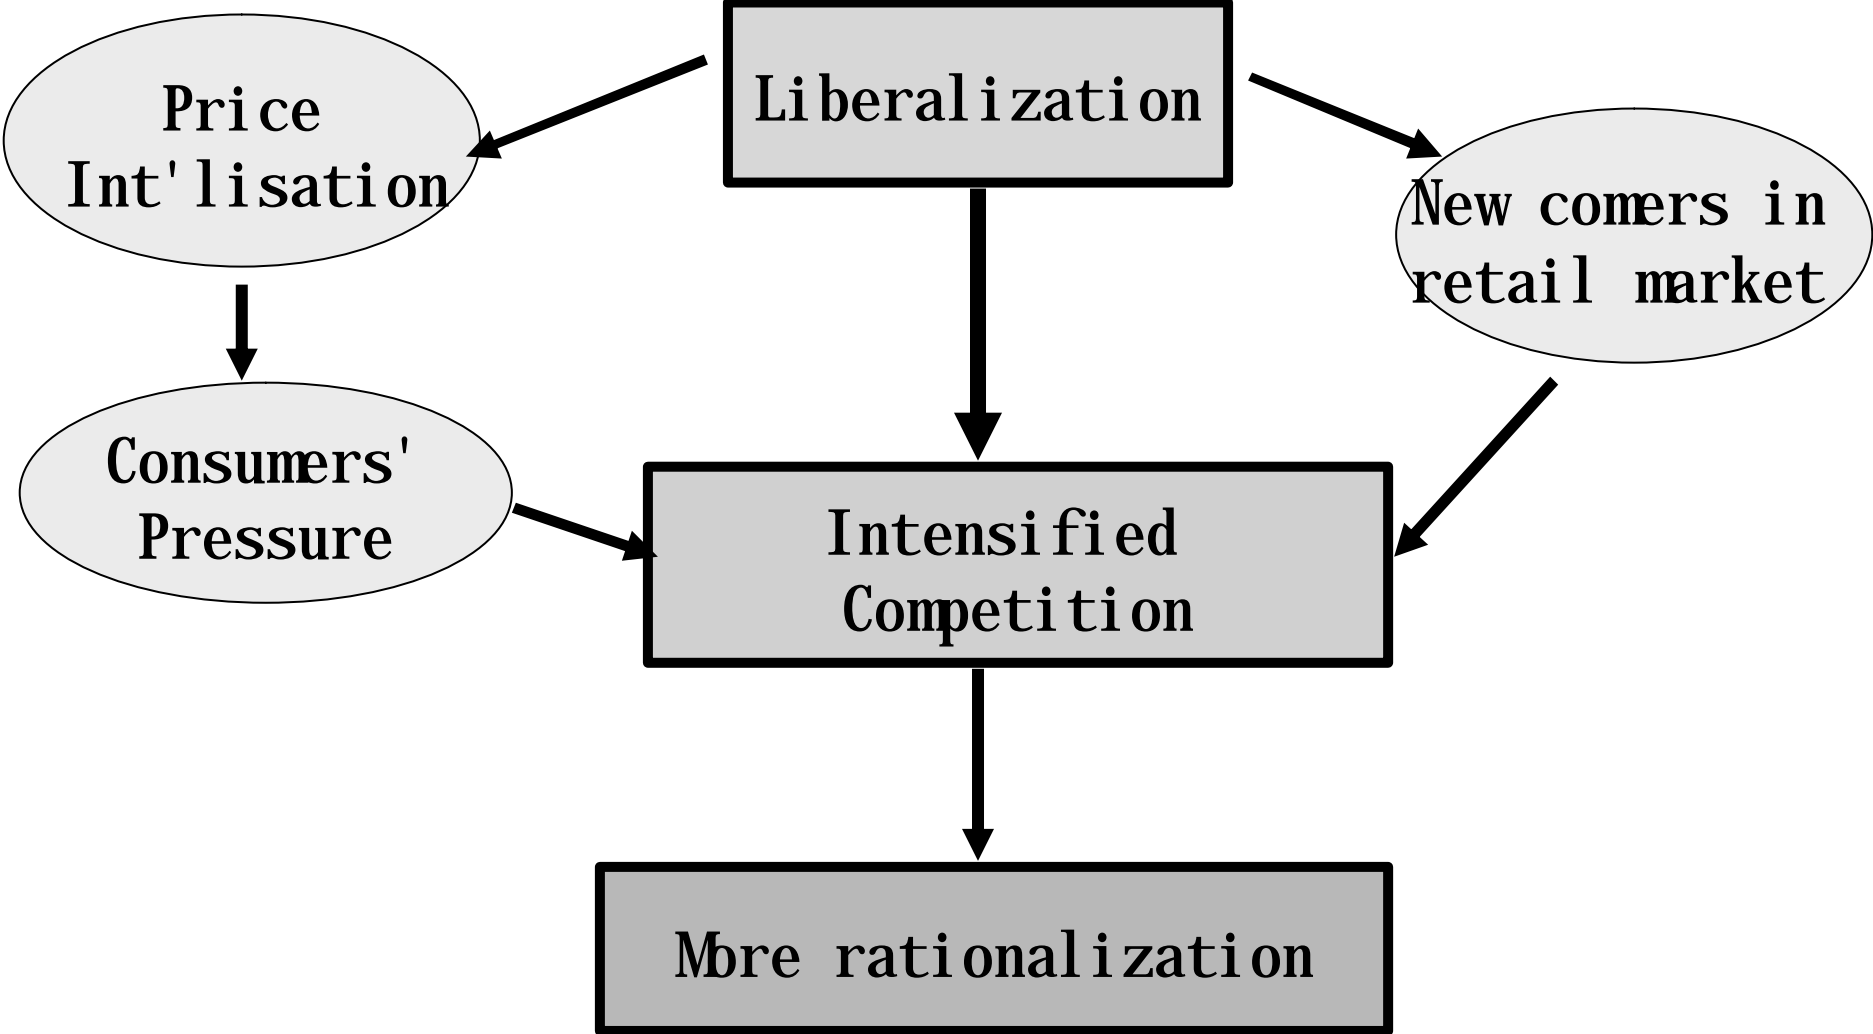 Liberalization
Price
Int'lisation
New comers in
retail market
Consumers'
Pressure
Intensified
Competition
More rationalization